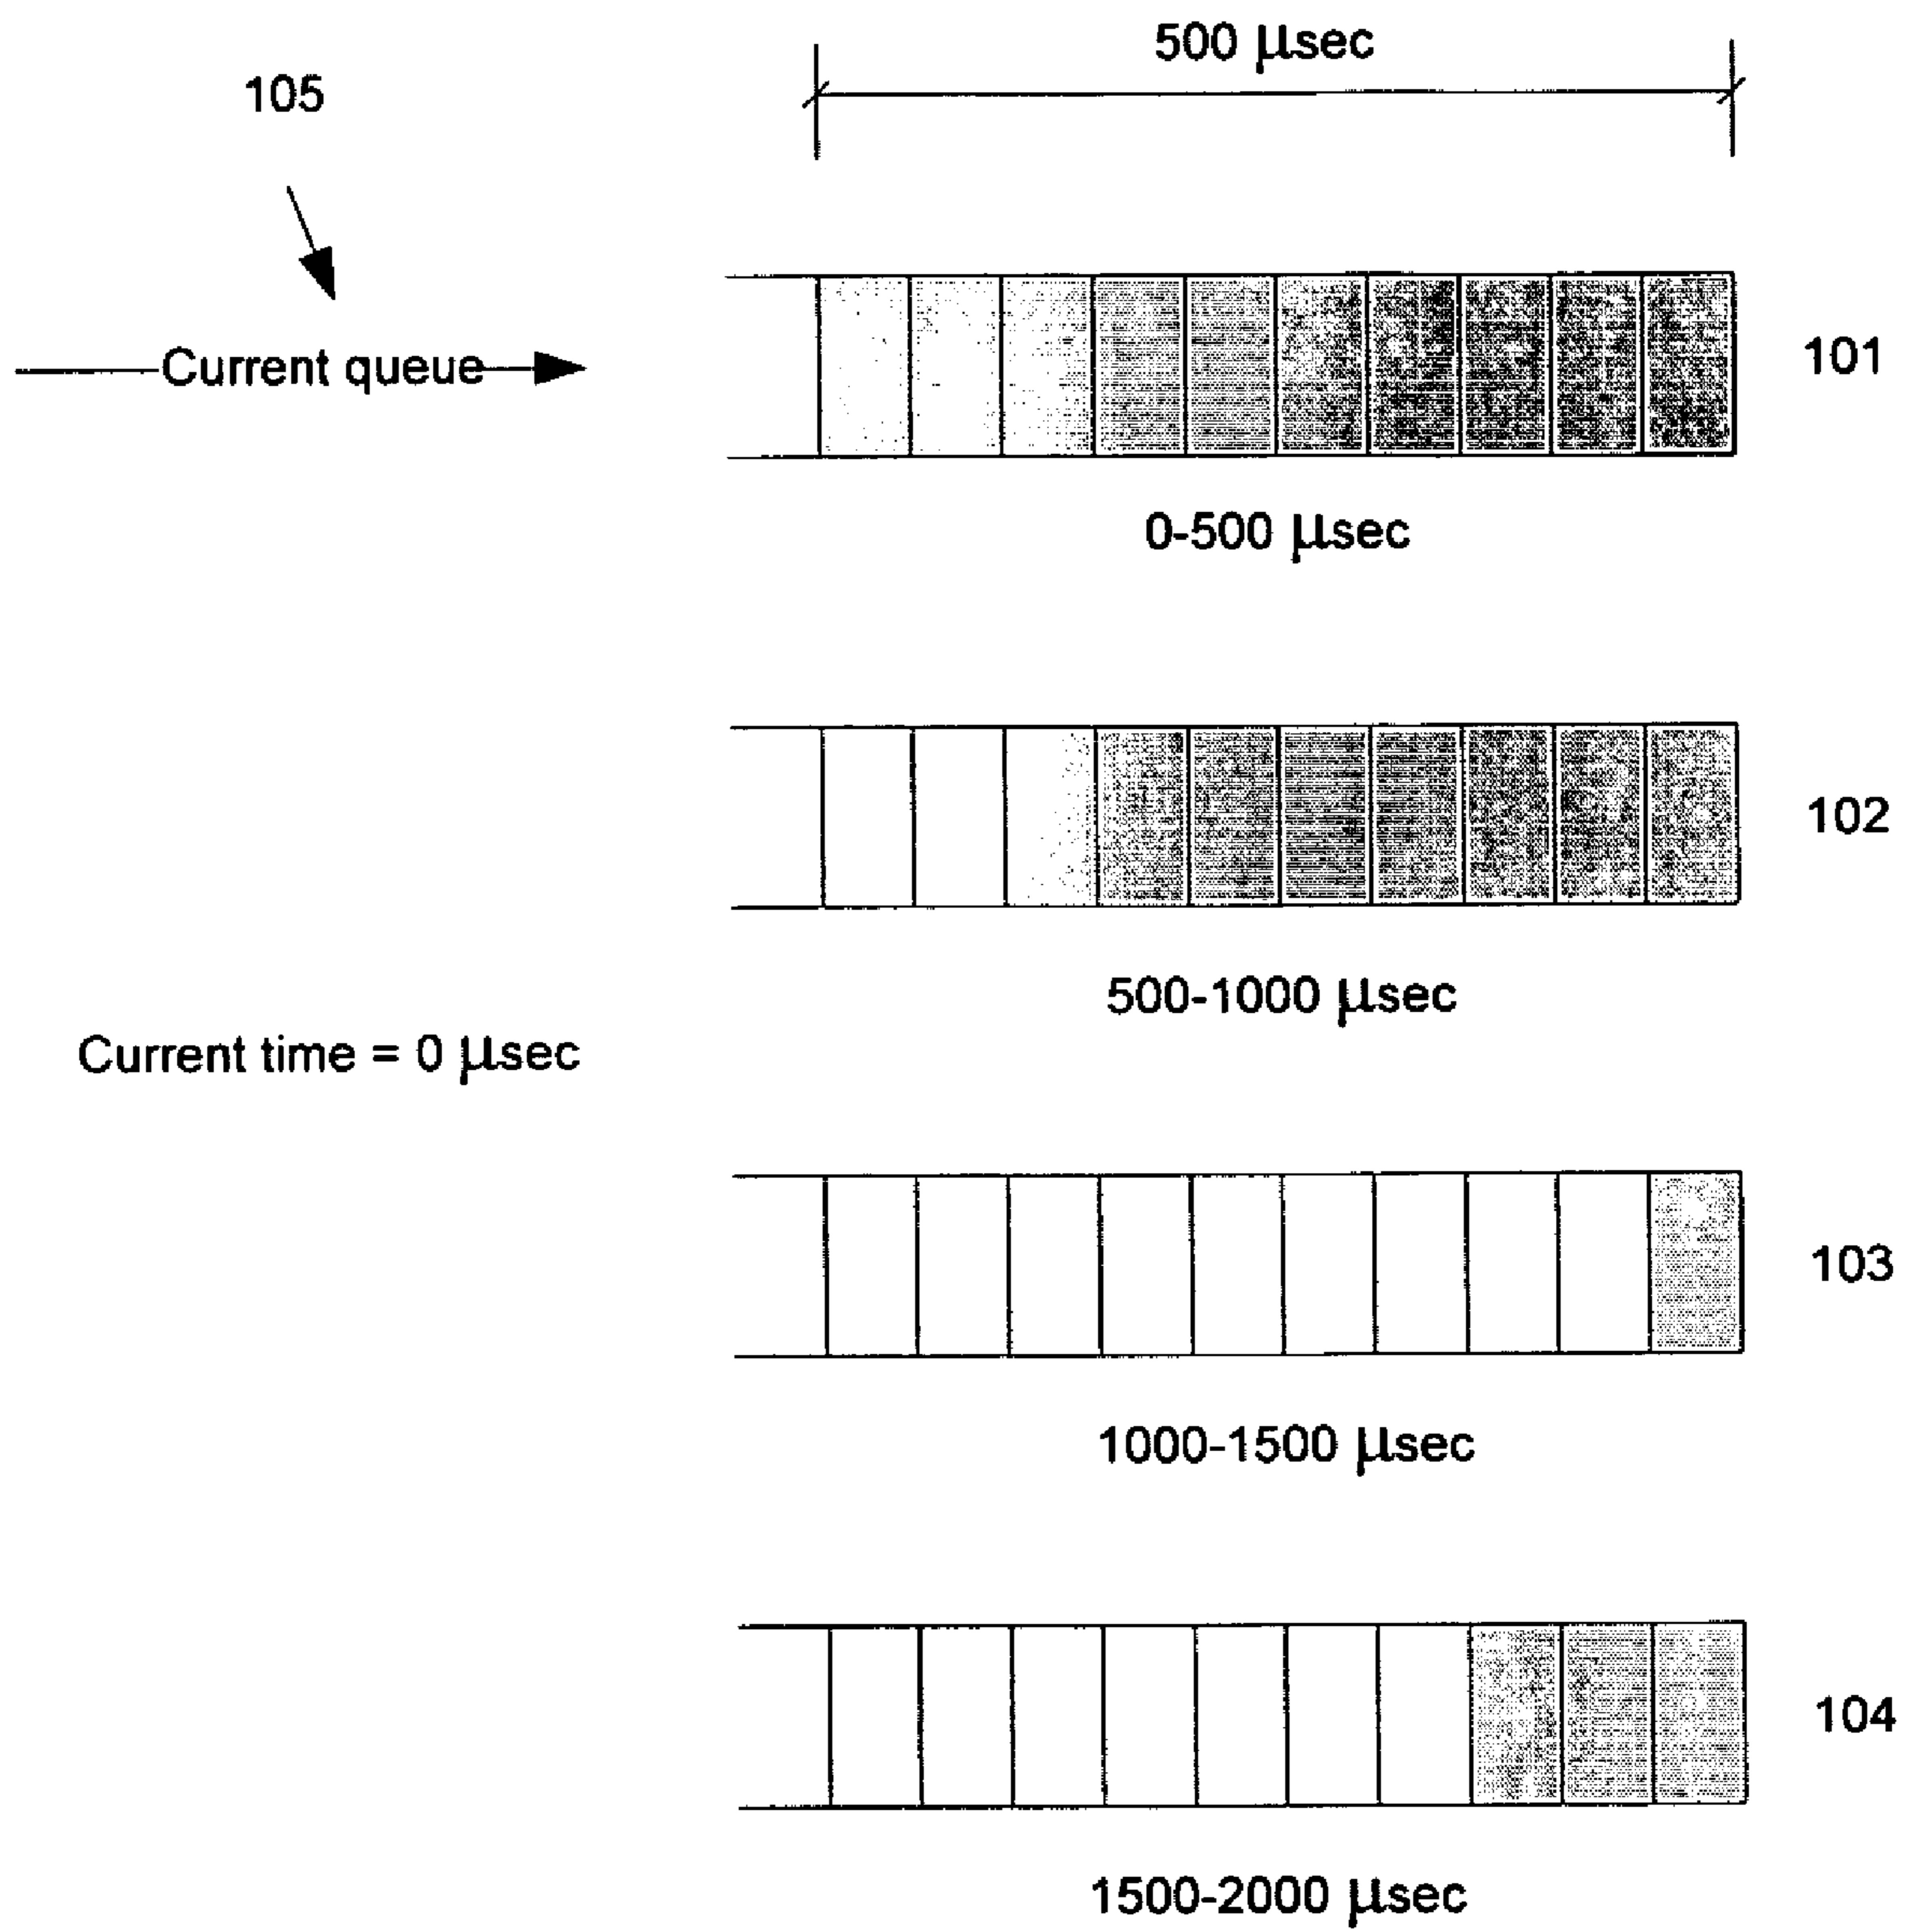 500 μsec
105
Current queue
101
0-500 μsec
102
500-1000 μsec
Current time = 0 μsec
103
1000-1500 μsec
104
1500-2000 μsec